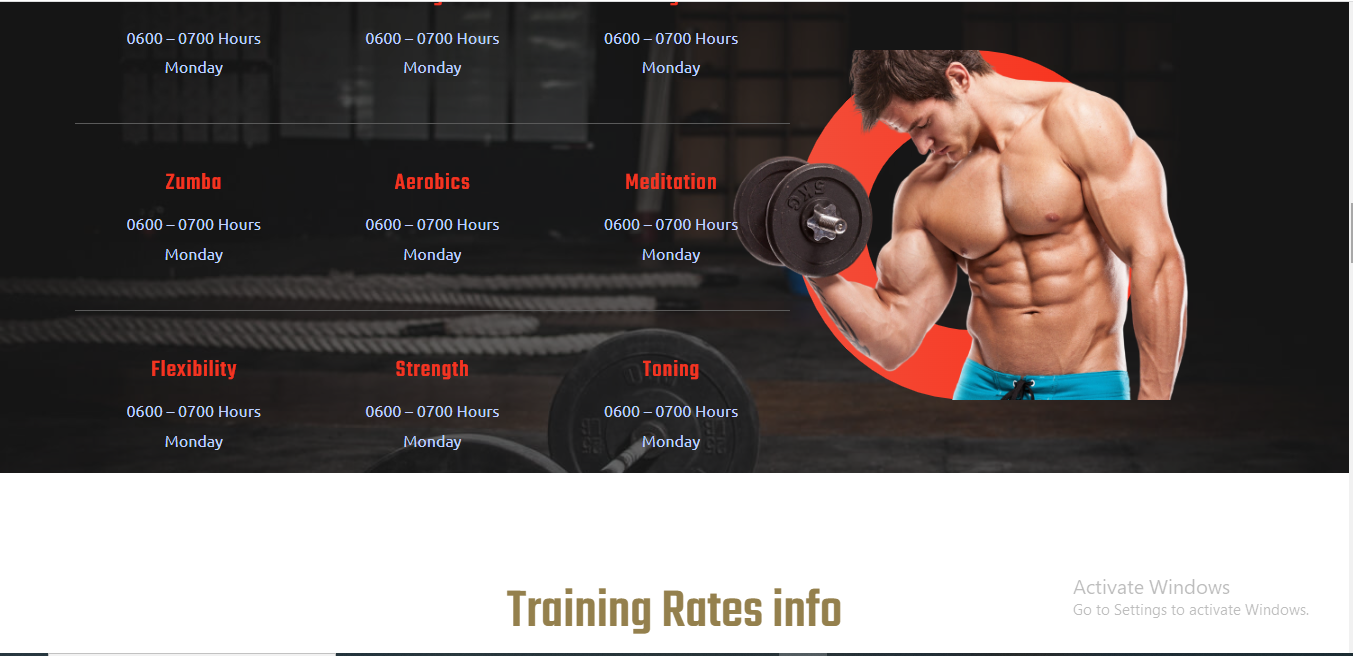 0600 – 0700 Hours 0600 – 0700 Hours 0600 – 0700 Hours
Monday Monday Monday
Zumba Aerobics Meditation
0600 – 0700 Hours 0600 – 0700 Hours 0600 – 0700 Hours
Monday Monday Monday
5KG
Flexibility Strength Toning
0600 – 0700 Hours 0600 – 0700 Hours 0600 – 0700 Hours
Monday Monday Monday
Training Rates info
Activate Windows
Go to Settings to activate Windows.